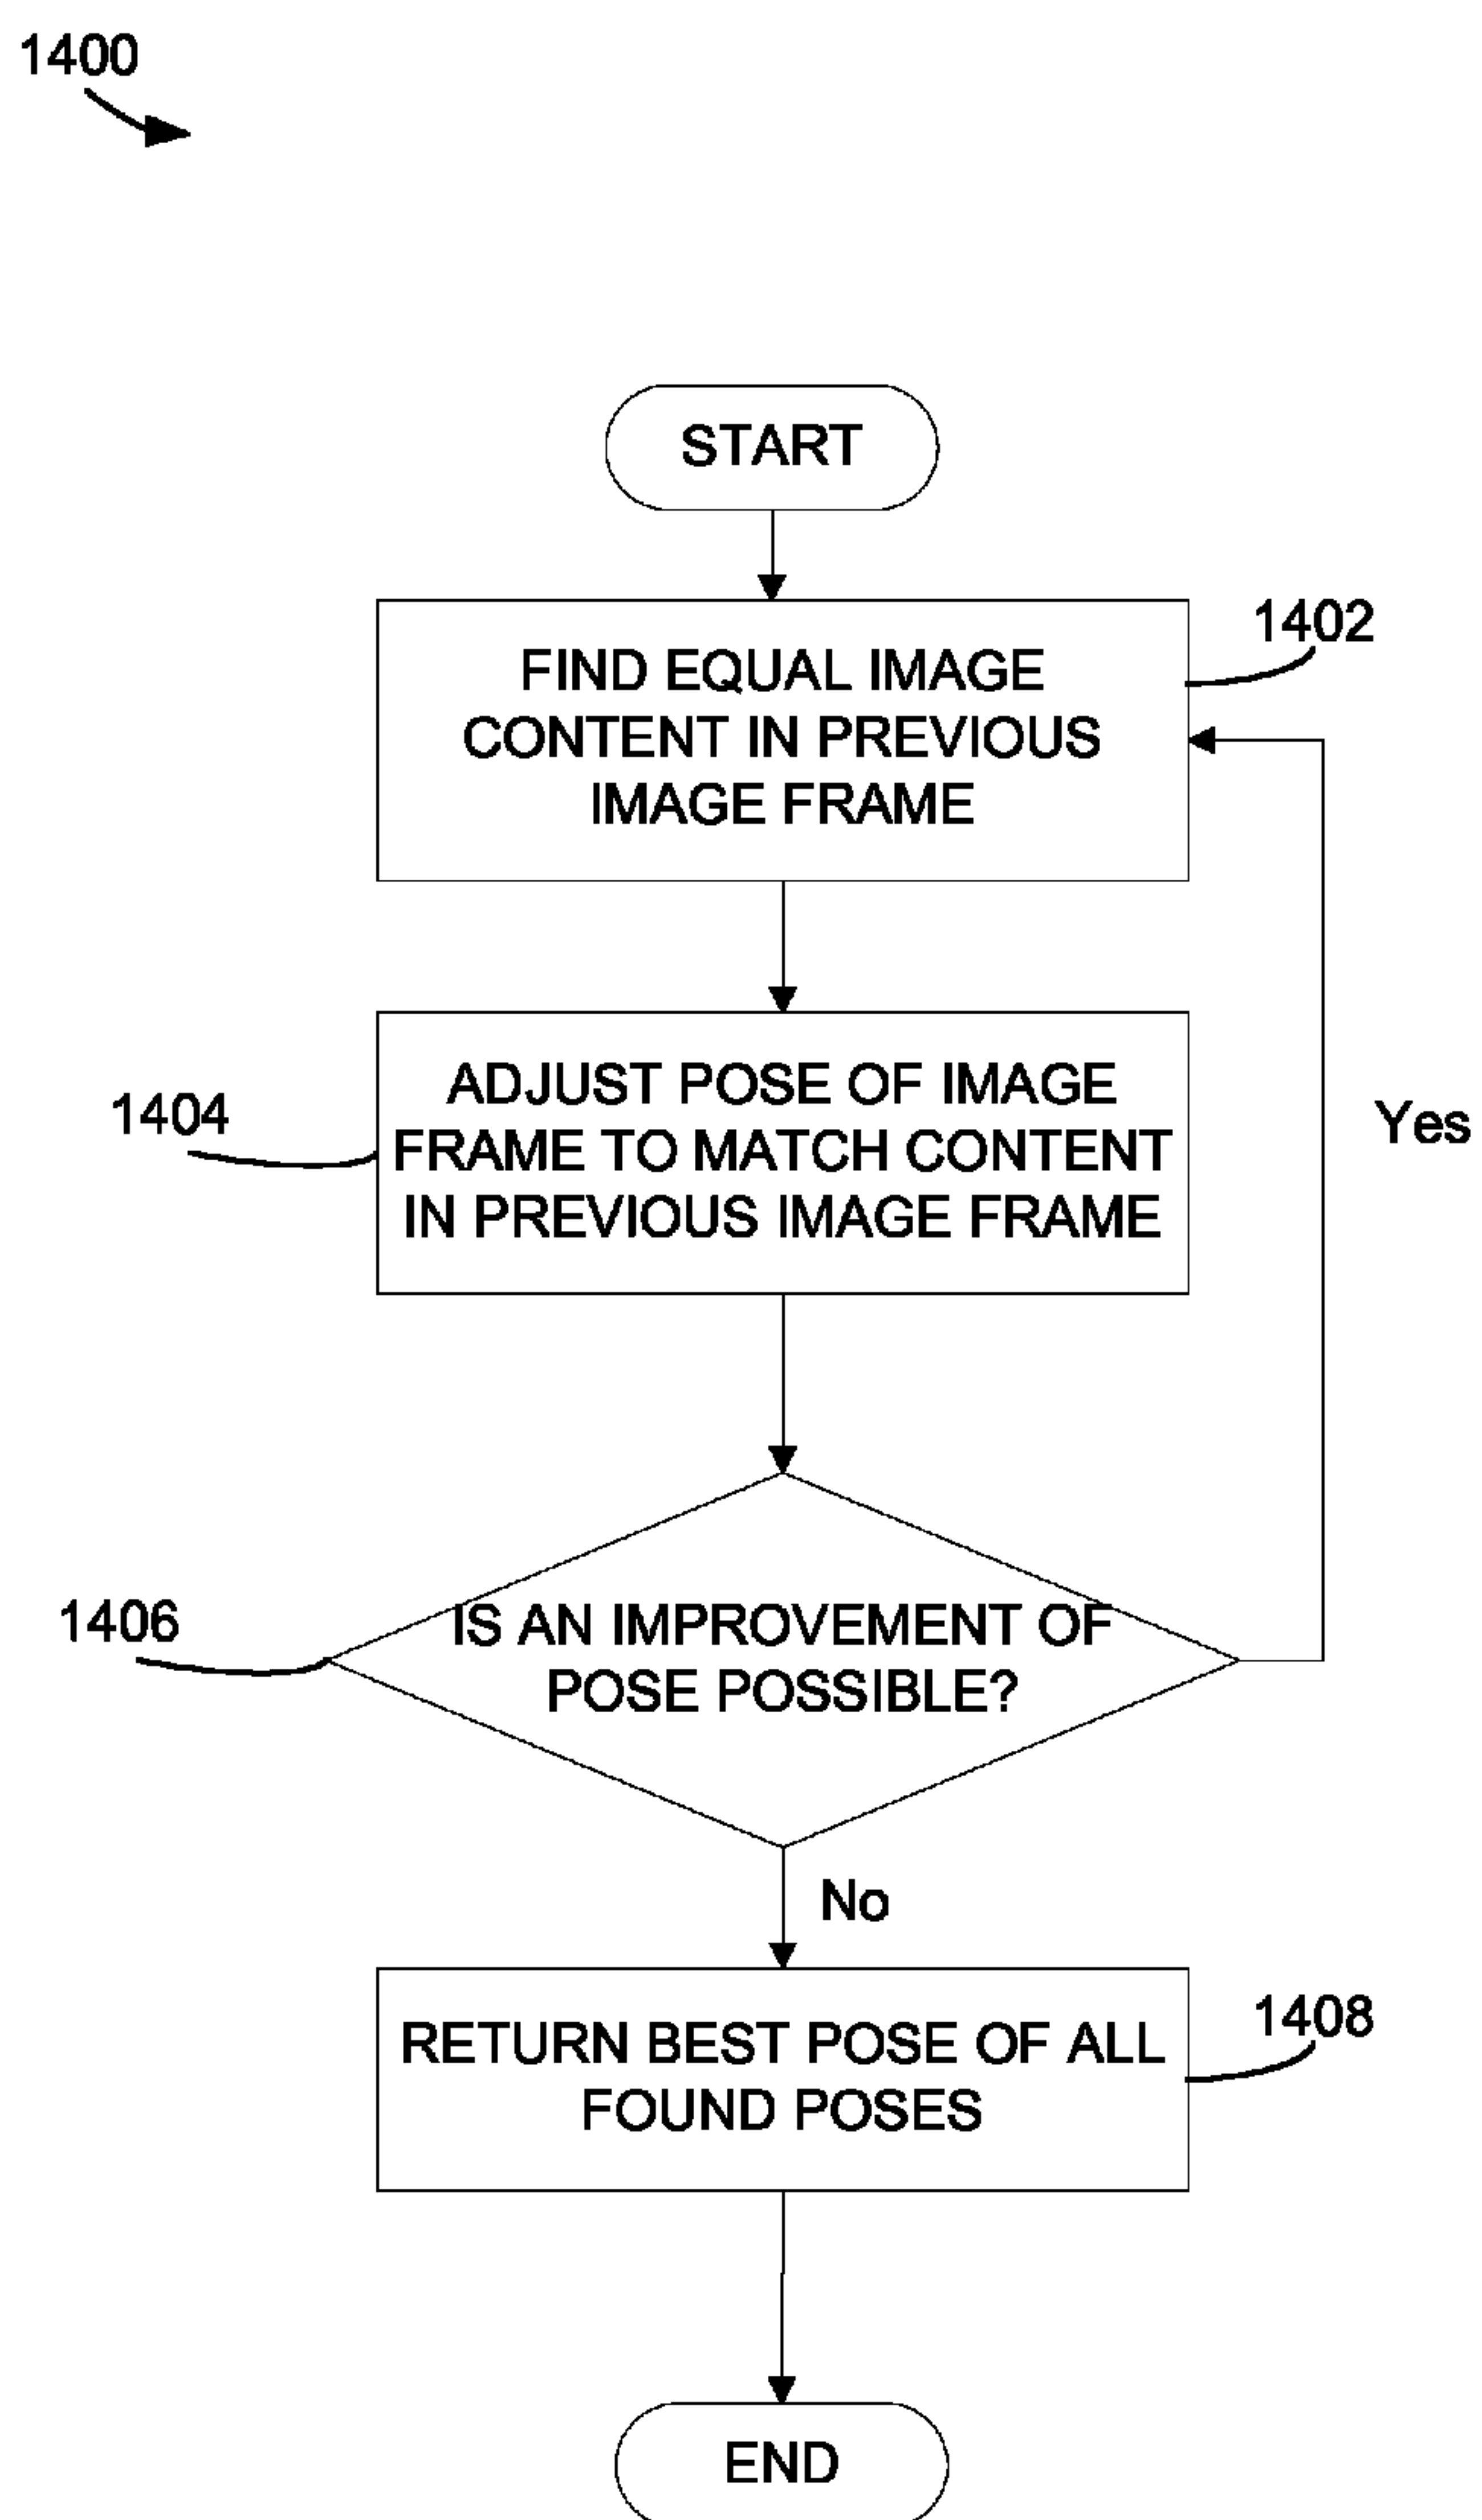 1400
START
FIND EQUAL IMAGE
CONTENT IN PREVIOUS
IMAGE FRAME
1402
ADJUST POSE OF IMAGE
FRAME TO MATCH CONTENT
IN PREVIOUS IMAGE FRAME
1404
Yes
IS AN IMPROVEMENT OF
POSE POSSIBLE?
1406
No
RETURN BEST POSE OF ALL
FOUND POSES
1408
END